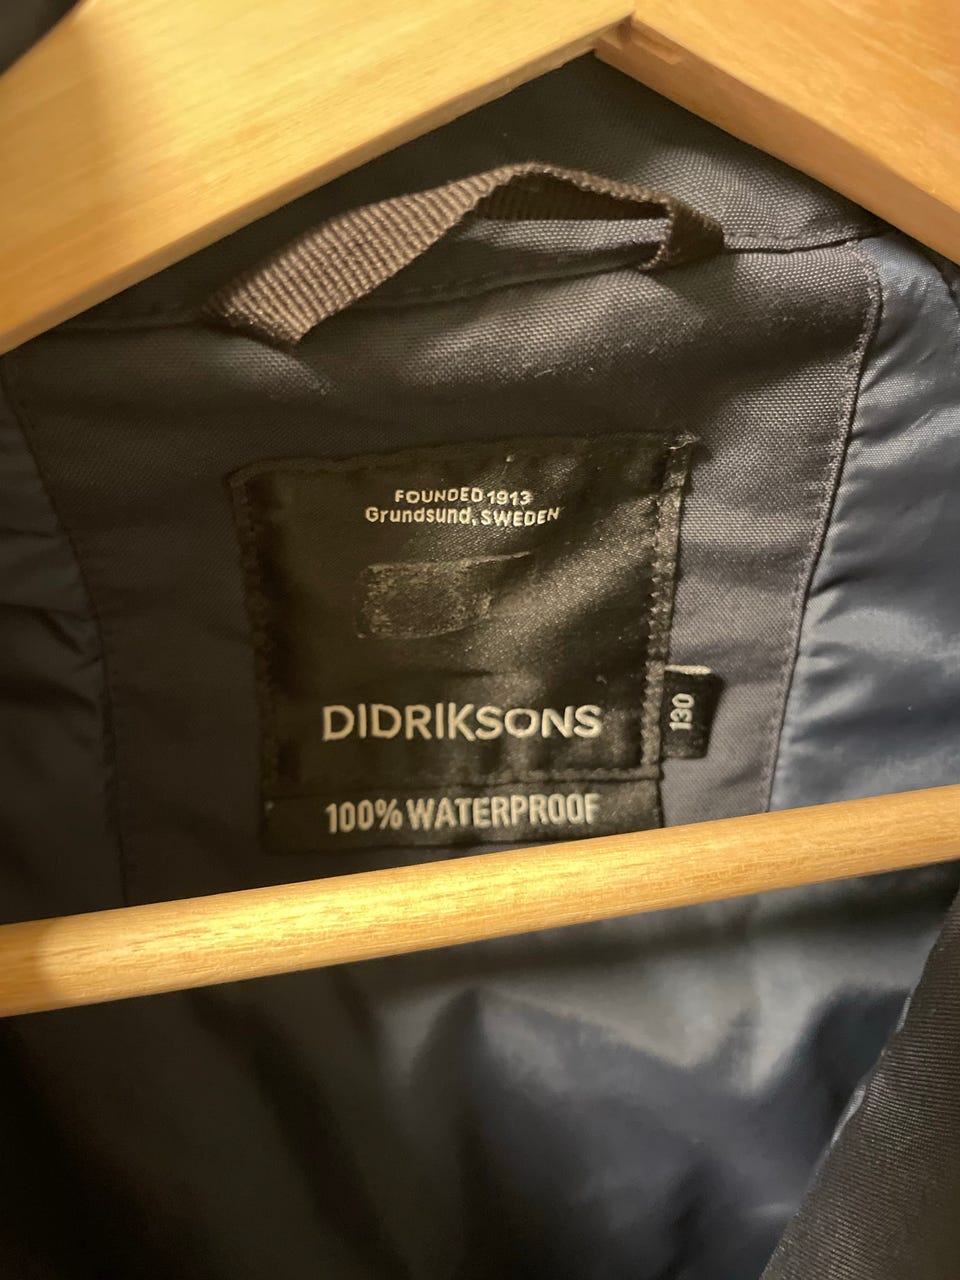 FOUNDED 1913
Grundsund, SWEDEN
DIDRIKSONS
130
100% WATERPROOF